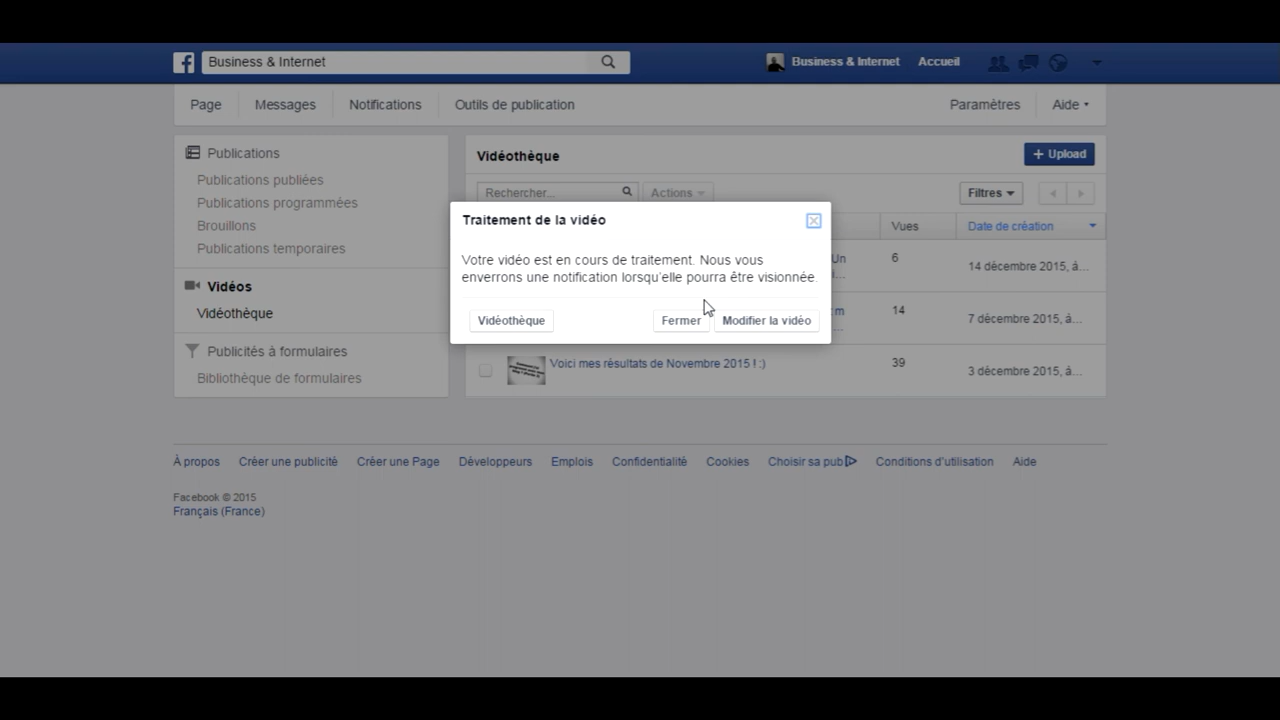 Business & Internet
Business & Internet Accueil
Page Messages Notifications Outils de publication Paramètres Aide
Publications
Publications publiées
Publications programmées
Brouillons
Publications temporaires
Vidéos
Vidéothèque
Publicités à formulaires
Bibliothèque de formulaires
Vidéothèque
+ Upload
Rechercher... Actions Filtres
Vues Date de création
Un 6 14 décembre 2015, à...
i...
m 14 7 décembre 2015, à...
...
Voici mes résultats de Novembre 2015 ! :) 39 3 décembre 2015, à...
Traitement de la vidéo
Votre vidéo est en cours de traitement. Nous vous
enverrons une notification lorsqu'elle pourra être visionnée.
Vidéothèque Fermer Modifier la vidéo
À propos Créer une publicité Créer une Page Développeurs Emplois Confidentialité Cookies Choisir sa pub Conditions d'utilisation Aide
Facebook © 2015
Français (France)